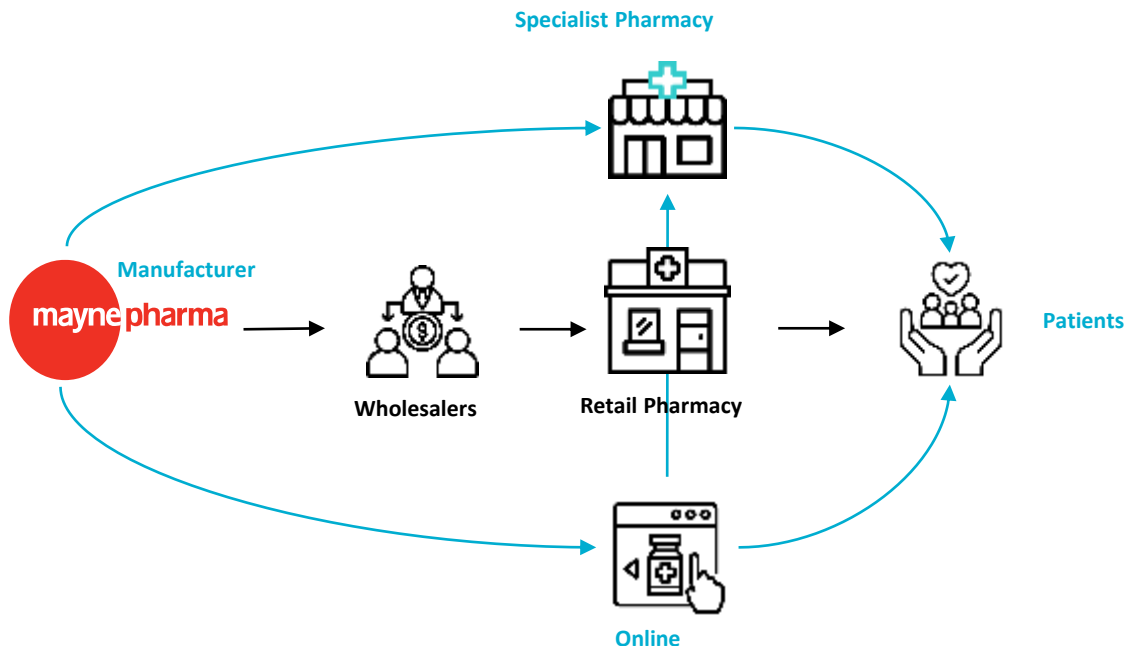 Specialist Pharmacy
Manufacturer
maynepharma
Wholesalers
Retail Pharmacy
Patients
Online